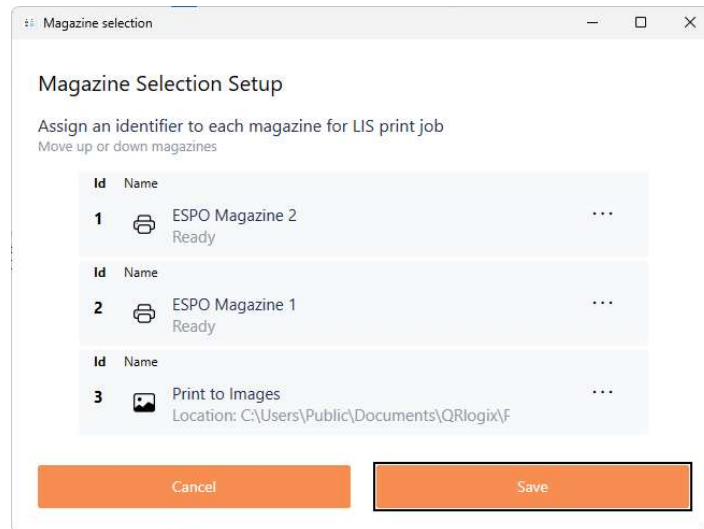 Magazine selection
Magazine Selection Setup
Assign an identifier to each magazine for LIS print job
Move up or down magazines
Id Name
1 ESPO Magazine 2 ...
Ready
Id Name
2 ESPO Magazine 1 ...
Ready
Id Name
3 Print to Images ...
Location: C:\Users\Public\Documents\QRlogix\
Cancel Save